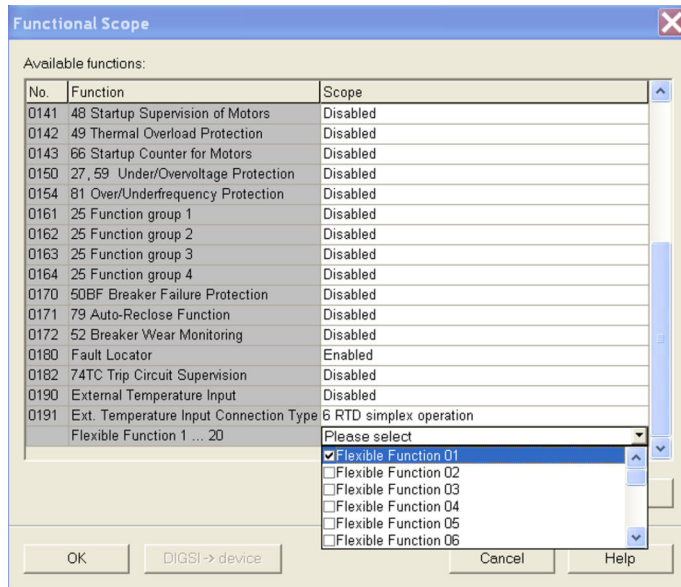 Functional Scope
Available functions:
No. Function Scope
0141 48 Startup Supervision of Motors Disabled
0142 49 Thermal Overload Protection Disabled
0143 66 Startup Counter for Motors Disabled
0150 27, 59 Under/Overvoltage Protection Disabled
0154 81 Over/Underfrequency Protection Disabled
0161 25 Function group 1 Disabled
0162 25 Function group 2 Disabled
0163 25 Function group 3 Disabled
0164 25 Function group 4 Disabled
0170 50BF Breaker Failure Protection Disabled
0171 79 Auto-Reclose Function Disabled
0172 52 Breaker Wear Monitoring Disabled
0180 Fault Locator Enabled
0182 74TC Trip Circuit Supervision Disabled
0190 External Temperature Input Disabled
0191 Ext. Temperature Input Connection Type 6 RTD simplex operation
Flexible Function 1 ... 20 Please select
Flexible Function 01
Flexible Function 02
Flexible Function 03
Flexible Function 04
Flexible Function 05
Flexible Function 06
OK DIGSI -> device Cancel Help